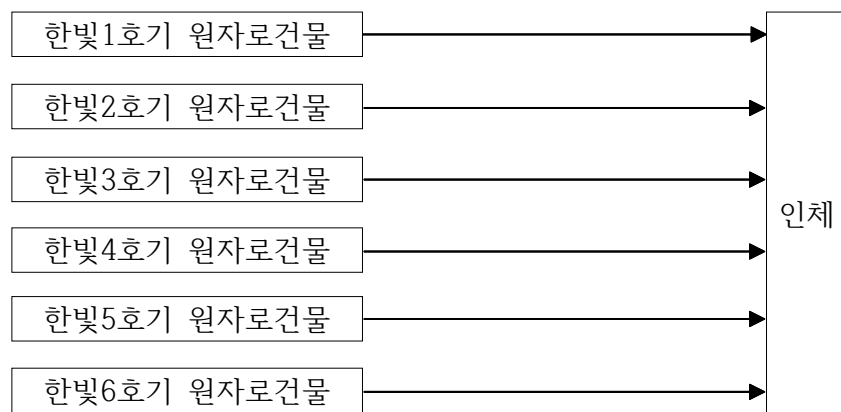 한빛1호기 원자로건물
한빛2호기 원자로건물
한빛3호기 원자로건물
한빛4호기 원자로건물
한빛5호기 원자로건물
한빛6호기 원자로건물
인체